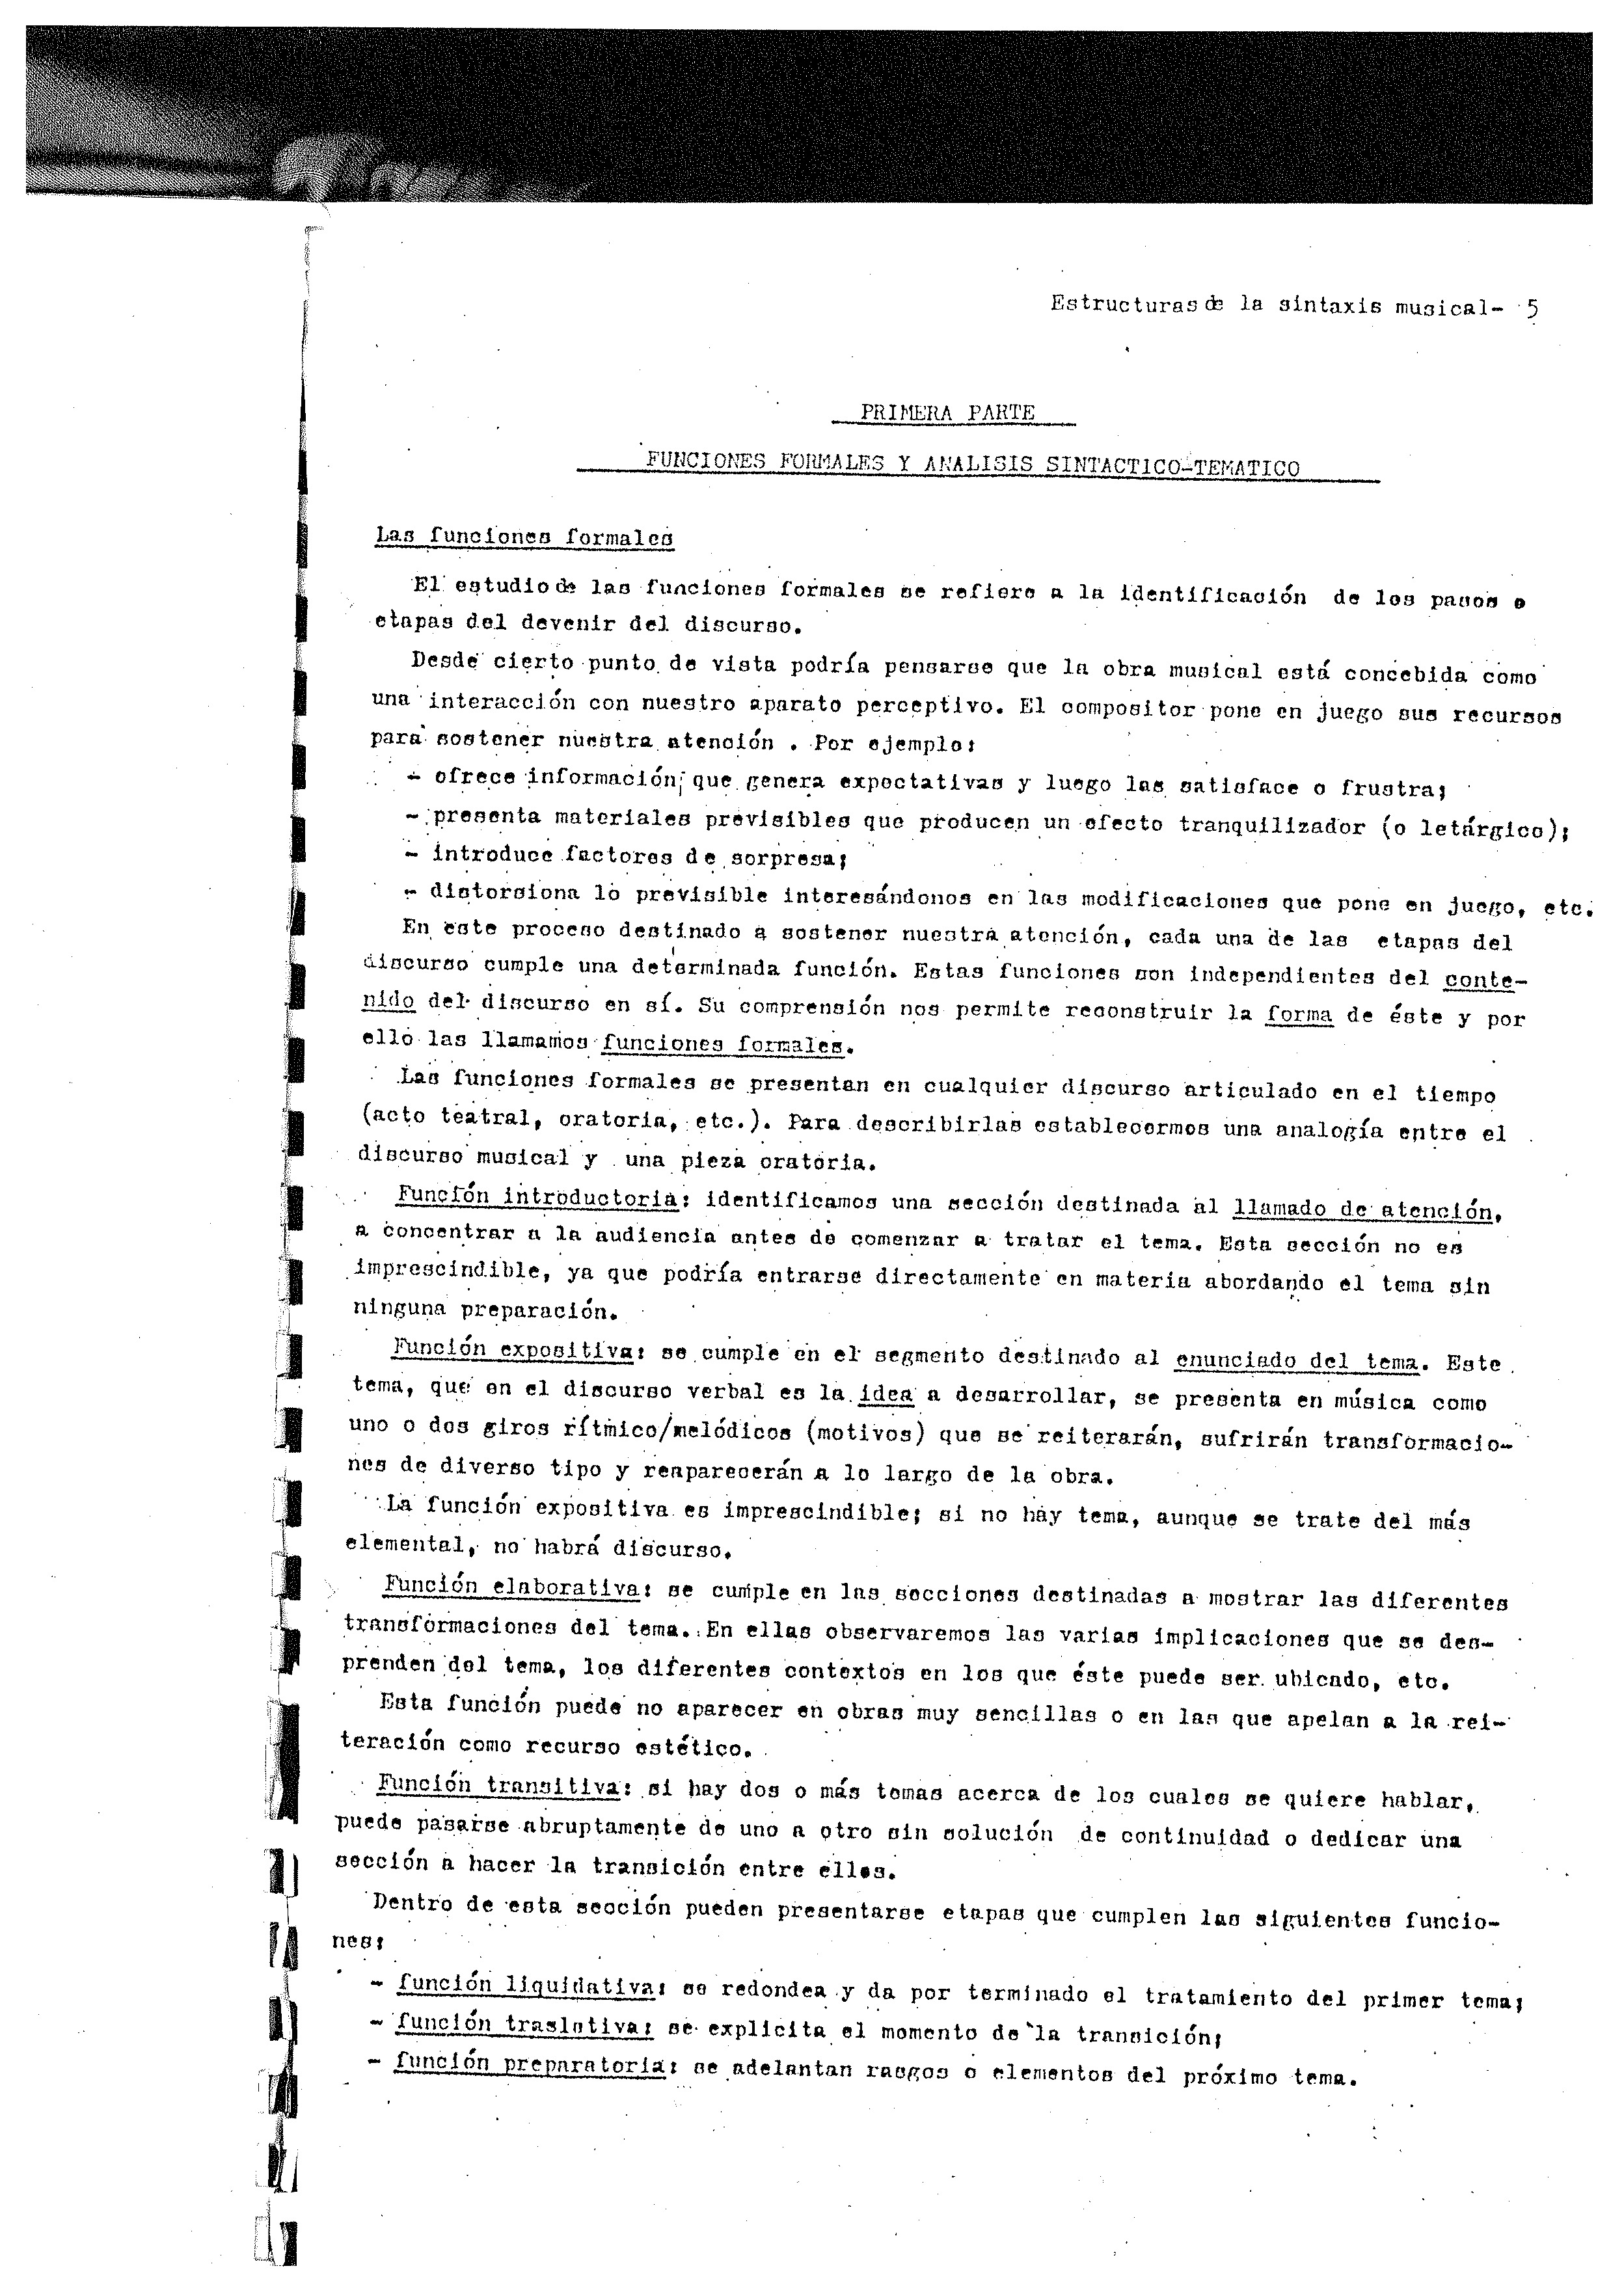 Estructuras de la sintaxis musical- 5
PRIMERA PARTE
FUNCIONES FORMALES Y ANALISIS SINTACTICO-TEMATICO
Las funciones formales
El estudio de las funciones formales se refiere a la identificación de los pasos o
etapas del devenir del discurso.
Desde cierto punto de vista podría pensarse que la obra musical está concebida como
una interacción con nuestro aparato perceptivo. El compositor pone en juego sus recursos
para sostener nuestra atención . Por ejemplo:
- ofrece información, que genera expectativas y luego las satisface o frustra;
- presenta materiales previsibles que producen un efecto tranquilizador (o letárgico);
- introduce factores de sorpresa;
- distorsiona lo previsible interesándonos en las modificaciones que pone en juego, etc.
En este proceso destinado a sostener nuestra atención, cada una de las etapas del
discurso cumple una determinada función. Estas funciones son independientes del conte-
nido del discurso en sí. Su comprensión nos permite reconstruir la forma de éste y por
ello las llamamos funciones formales.
Las funciones formales se presentan en cualquier discurso articulado en el tiempo
(acto teatral, oratoria, etc.). Para describirlas establecermos una analogía entre el
discurso musical y una pieza oratoria.
Función introductoria: identificamos una sección destinada al llamado de atención,
a concentrar a la audiencia antes de comenzar a tratar el tema. Esta sección no es
imprescindible, ya que podría entrarse directamente en materia abordando el tema sin
ninguna preparación.
Función expositiva: se cumple en el segmento destinado al enunciado del tema. Este
tema, que en el discurso verbal es la idea a desarrollar, se presenta en música como
uno o dos giros rítmico/melódicos (motivos) que se reiterarán, sufrirán transformacio-
nes de diverso tipo y reaparecerán a lo largo de la obra.
La función expositiva es imprescindible; si no hay tema, aunque se trate del más
elemental, no habrá discurso.
Función elaborativa: se cumple en las secciones destinadas a mostrar las diferentes
transformaciones del tema. En ellas observaremos las varias implicaciones que se des-
prenden del tema, los diferentes contextos en los que éste puede ser ubicado, etc.
Esta función puede no aparecer en obras muy sencillas o en las que apelan a la rei-
teración como recurso estético.
Función transitiva: si hay dos o más temas acerca de los cuales se quiere hablar,
puede pasarse abruptamente de uno a otro sin solución de continuidad o dedicar una
sección a hacer la transición entre ellos.
Dentro de esta sección pueden presentarse etapas que cumplen las siguientes funcio-
nes:
- función liquidativa: se redondea y da por terminado el tratamiento del primer tema;
- función traslativa: se explicita el momento de la transición;
- función preparatoria: se adelantan rasgos o elementos del próximo tema.